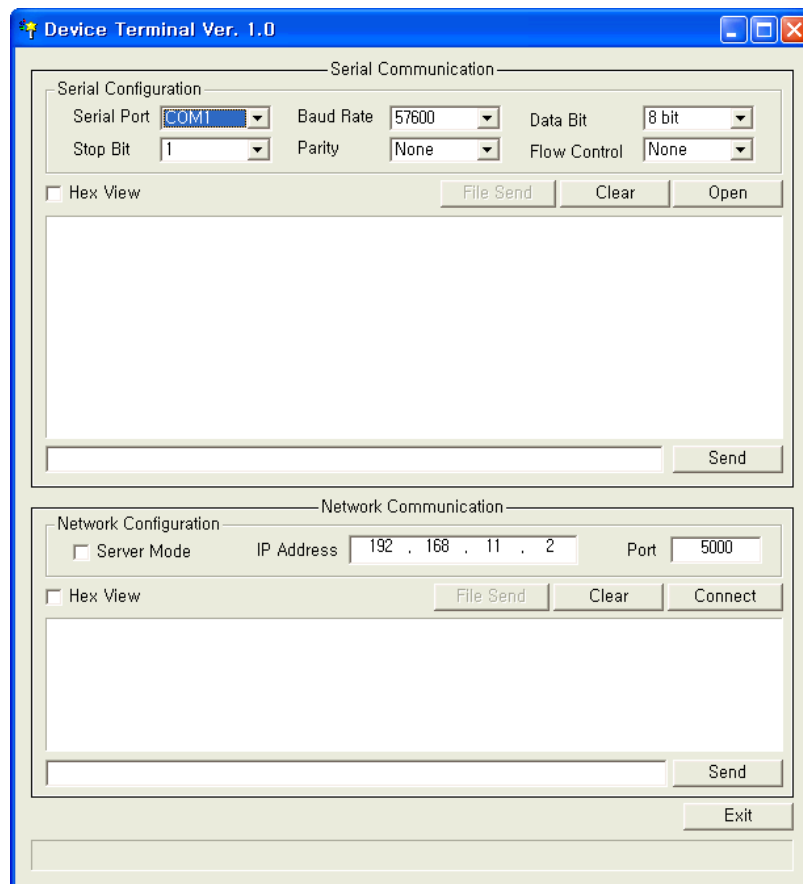 Device Terminal Ver. 1.0
Serial Communication
Serial Configuration
Serial Port COM1 Baud Rate 57600 Data Bit 8 bit
Stop Bit 1 Parity None Flow Control None
Hex View File Send Clear Open
Send
Network Communication
Network Configuration
Server Mode IP Address 192 . 168 . 11 . 2 Port 5000
Hex View File Send Clear Connect
Send
Exit